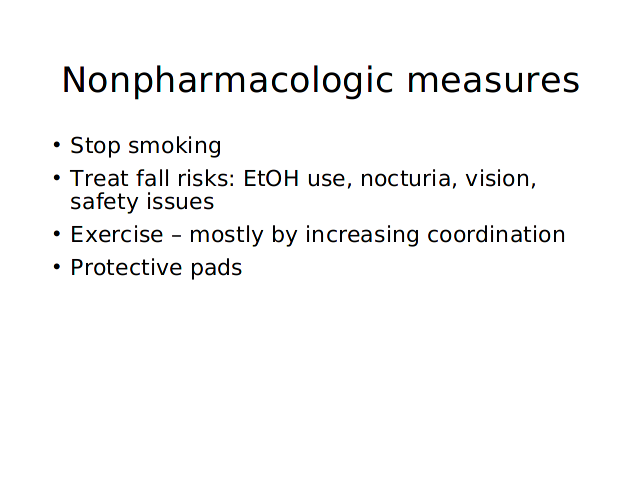 Nonpharmacologic measures
• Stop smoking
• Treat fall risks: EtOH use, nocturia, vision,
safety issues
• Exercise – mostly by increasing coordination
• Protective pads